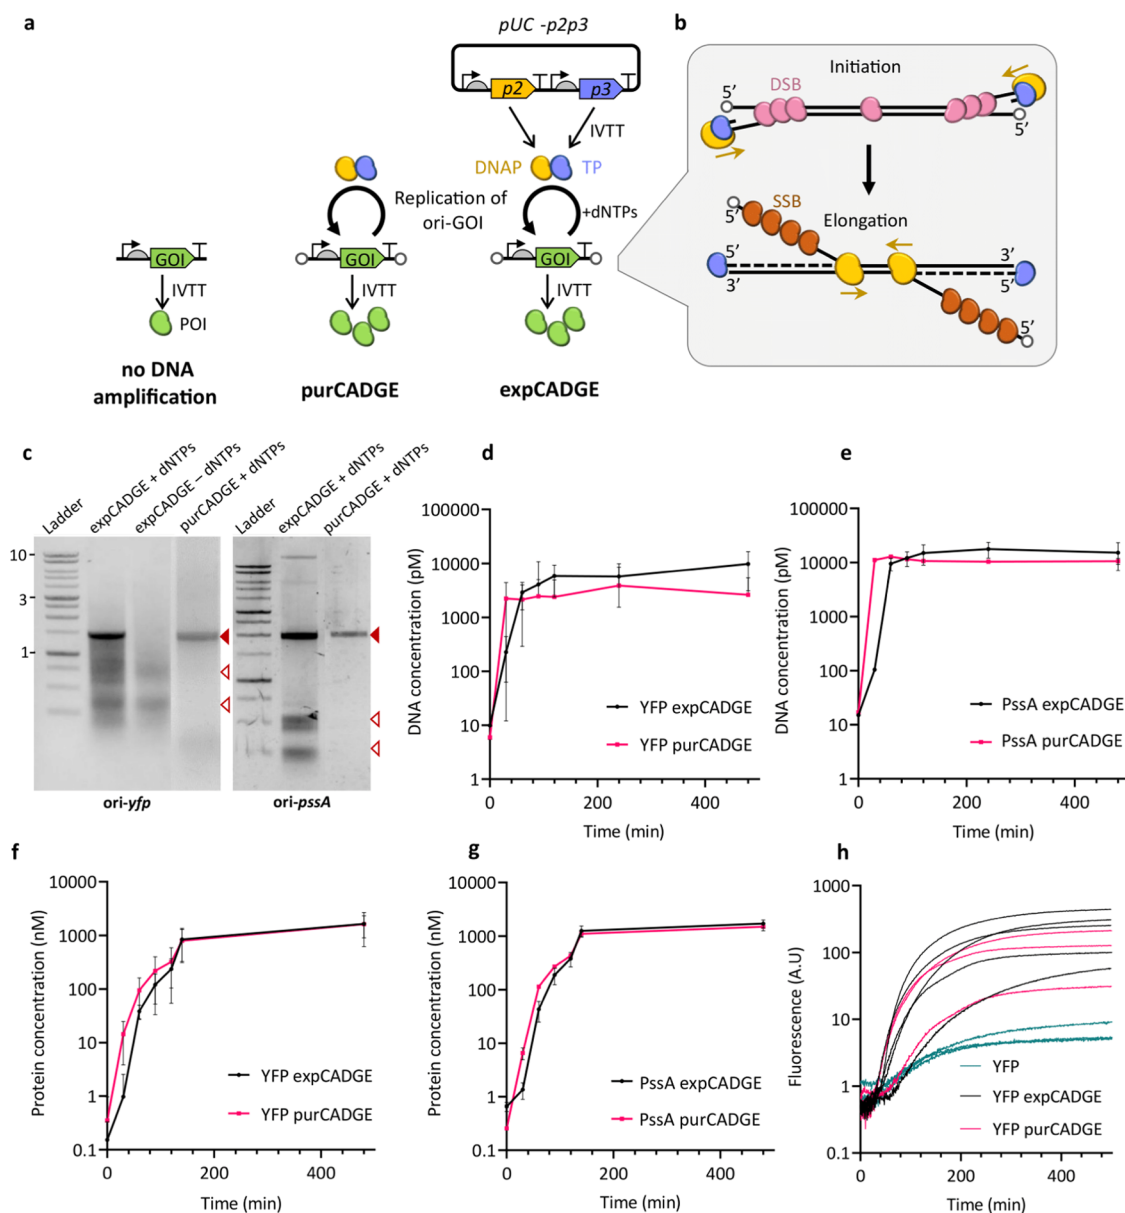 a
pUC -p2p3
p2
p3
IVTT
DNAP
TP
Replication of
ori-GOI
+dNTPs
GOI
GOI
GOI
IVTT
IVTT
IVTT
POI
no DNA
amplification
purCADGE
expCADGE
b
Initiation
DSB
5’
5’
SSB
5’
Elongation
5’
3’
3’
5’
5’
c
Ladder
expCADGE + dNTPs
expCADGE – dNTPs
purCADGE + dNTPs
Ladder
expCADGE + dNTPs
purCADGE + dNTPs
10
3
1
ori-yfp
ori-pssA
d
DNA concentration (pM)
100000
10000
1000
100
10
1
YFP expCADGE
YFP purCADGE
0
200
400
Time (min)
e
DNA concentration (pM)
100000
10000
1000
100
10
1
PssA expCADGE
PssA purCADGE
0
200
400
Time (min)
f
Protein concentration (nM)
10000
1000
100
10
1
0.1
YFP expCADGE
YFP purCADGE
0
200
400
Time (min)
g
Protein concentration (nM)
10000
1000
100
10
1
0.1
PssA expCADGE
PssA purCADGE
0
200
400
Time (min)
h
Fluorescence (A.U)
1000
100
10
1
0.1
YFP
YFP expCADGE
YFP purCADGE
0
200
400
Time (min)